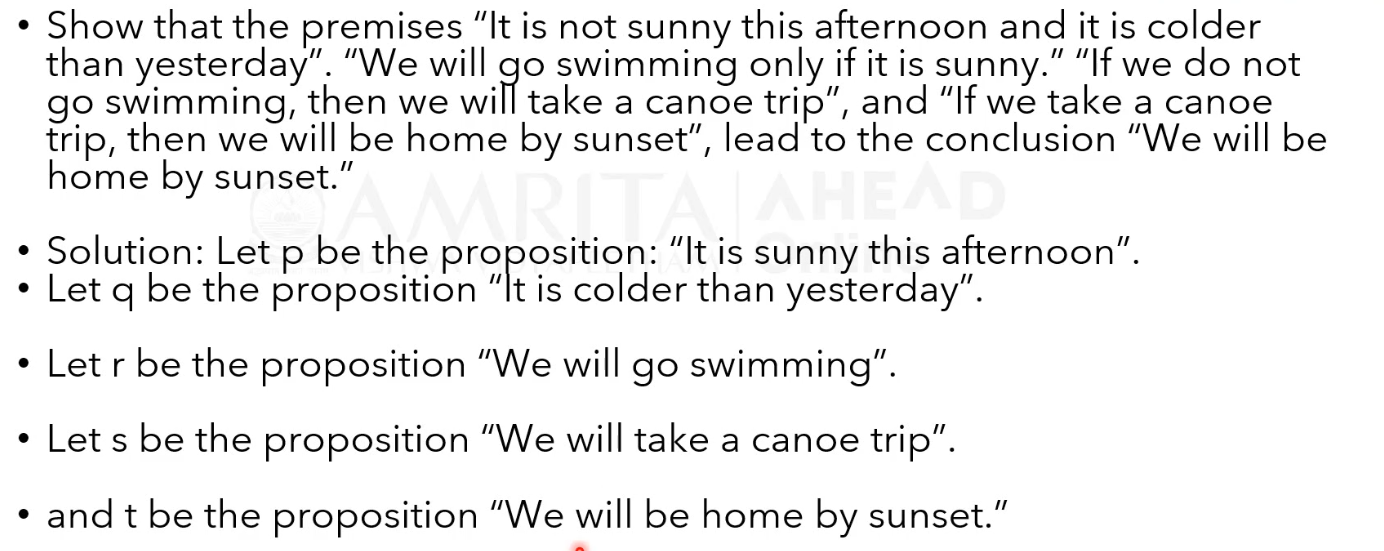 • Show that the premises “It is not sunny this afternoon and it is colder
than yesterday”. “We will go swimming only if it is sunny.” “If we do not
go swimming, then we will take a canoe trip”, and “If we take a canoe
trip, then we will be home by sunset”, lead to the conclusion “We will be
home by sunset.”
AMRITA AHEAD
• Solution: Let p be the proposition: “It is sunny this afternoon”.
Online
• Let q be the proposition “It is colder than yesterday”.
• Let r be the proposition “We will go swimming”.
• Let s be the proposition “We will take a canoe trip”.
• and t be the proposition “We will be home by sunset.”